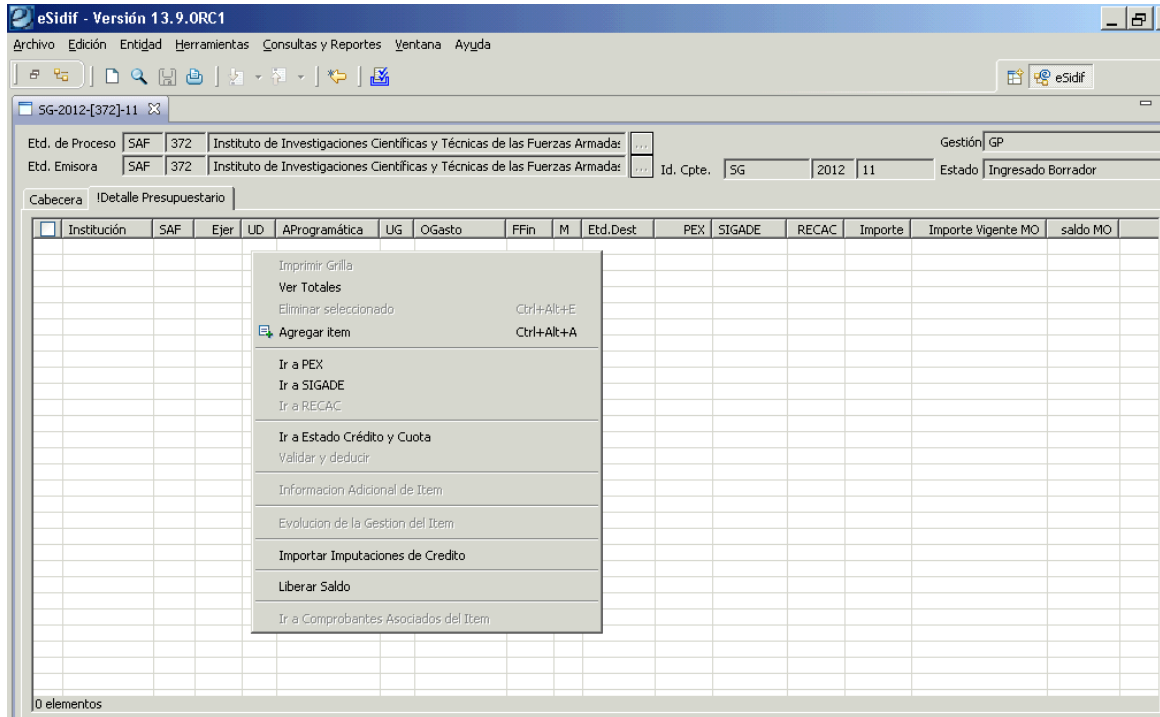 eSidif - Versión 13.9.0RC1
Archivo Edición Entidad Herramientas Consultas y Reportes Ventana Ayuda
eSidif
SG-2012-[372]-11
Etd. de Proceso SAF 372 Instituto de Investigaciones Científicas y Técnicas de las Fuerzas Armadas ... Gestión GP
Etd. Emisora SAF 372 Instituto de Investigaciones Científicas y Técnicas de las Fuerzas Armadas ... Id. Cpte. SG 2012 11 Estado Ingresado Borrador
Cabecera !Detalle Presupuestario
Institución SAF Ejer UD AProgramática UG OGasto FFin M Etd.Dest PEX SIGADE RECAC Importe Importe Vigente MO saldo MO
Imprimir Grilla
Ver Totales
Eliminar seleccionado Ctrl+Alt+E
Agregar item Ctrl+Alt+A
Ir a PEX
Ir a SIGADE
Ir a RECAC
Ir a Estado Crédito y Cuota
Validar y deducir
Informacion Adicional de Item
Evolucion de la Gestion del Item
Importar Imputaciones de Credito
Liberar Saldo
Ir a Comprobantes Asociados del Item
0 elementos